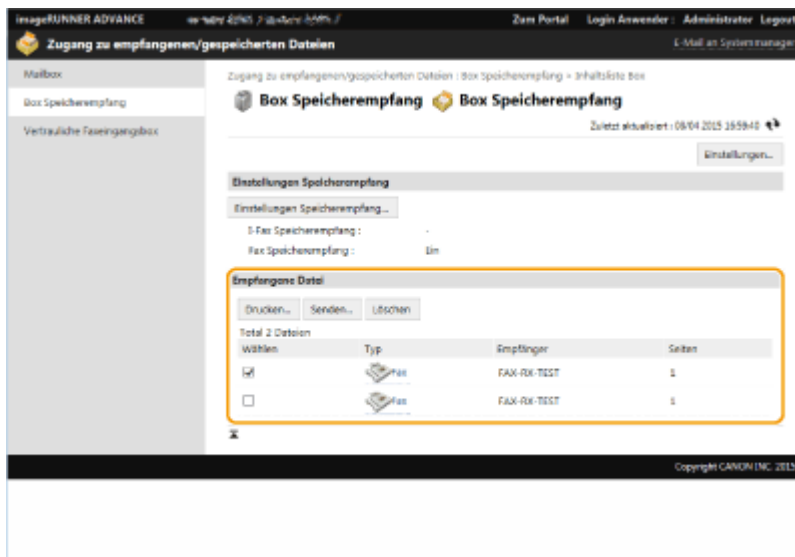 imageRUNNER ADVANCE
Zum Portal Login Anwender : Administrator Logout
Zugang zu empfangenen/gespeicherten Dateien
E-Mail an Systemmanager
Mailbox
Box Speicherempfang
Vertrauliche Faxeingangsbox
Zugang zu empfangenen/gespeicherten Dateien : Box Speicherempfang > Inhaltsliste Box
Box Speicherempfang Box Speicherempfang
Zuletzt aktualisiert : 08/04 2015 16:59:40
Einstellungen...
Einstellungen Speicherempfang
Einstellungen Speicherempfang...
I-Fax Speicherempfang : -
Fax Speicherempfang : Ein
Empfangene Datei
Drucken... Senden... Löschen
Total 2 Dateien
Wählen Typ Empfänger Seiten
Fax FAX-RX-TEST 1
Fax FAX-RX-TEST 1
Copyright CANON INC. 2015